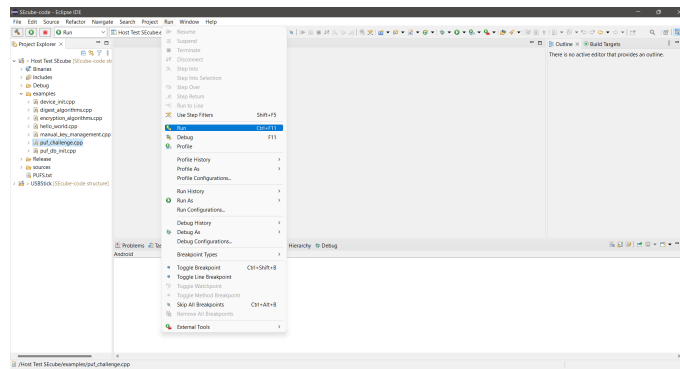 SEcube-code - Eclipse IDE
File Edit Source Refactor Navigate Search Project Run Window Help
Run
Host Test SEcube
Project Explorer
Host Test SEcube [SEcube-code
Binaries
Includes
Debug
examples
device_init.cpp
digest_algorithms.cpp
encryption_algorithms.cpp
hello_world.cpp
manual_key_management.cpp
puf_challenge.cpp
puf_db_init.cpp
Release
sources
PUFS.txt
USBStick [SEcube-code structure]
Resume
Suspend
Terminate
Disconnect
Step Into
Step Into Selection
Step Over
Step Return
Run to Line
Use Step Filters Shift+F5
Run Ctrl+F11
Debug F11
Profile
Profile History
Profile As
Profile Configurations...
Run History
Run As
Run Configurations...
Debug History
Debug As
Debug Configurations...
Breakpoint Types
Toggle Breakpoint Ctrl+Shift+B
Toggle Line Breakpoint
Toggle Watchpoint
Toggle Method Breakpoint
Skip All Breakpoints Ctrl+Alt+B
Remove All Breakpoints
External Tools
Outline Build Targets
There is no active editor that provides an outline.
Problems Tas
Hierarchy Debug
Android
/Host Test SEcube/examples/puf_challenge.cpp